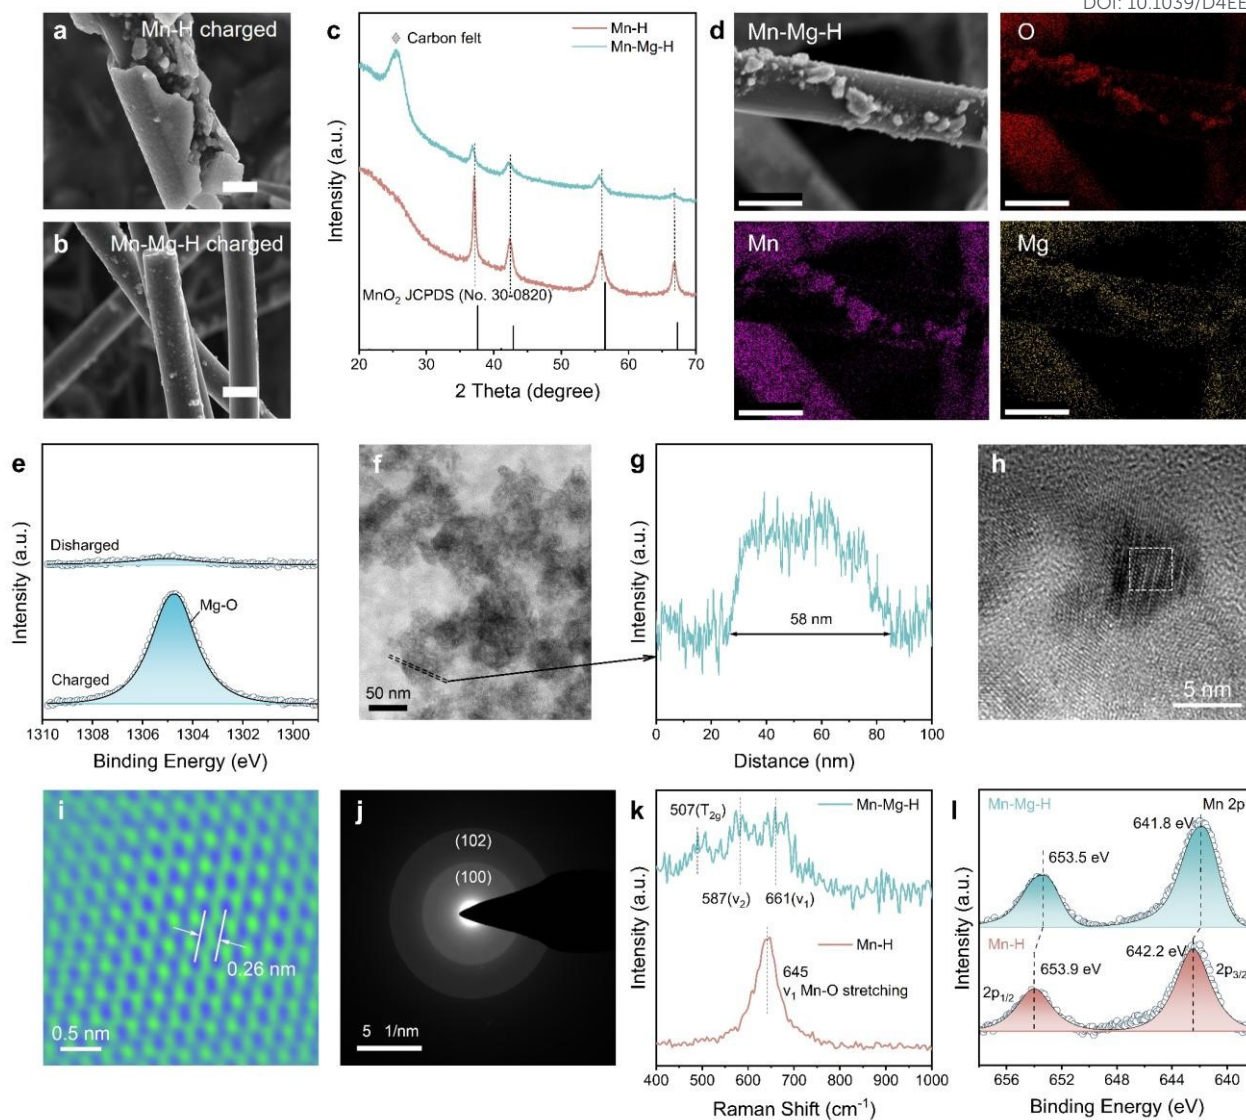 DOI: 10.1039/D4EE
a
Mn-H charged
b
Mn-Mg-H charged
c
Carbon felt
Mn-H
Mn-Mg-H
MnO2 JCPDS (No. 30-0820)
Intensity (a.u.)
20 30 40 50 60 70
2 Theta (degree)
d
Mn-Mg-H
O
Mn
Mg
e
Disharged
Mg-O
Charged
Intensity (a.u.)
1310 1308 1306 1304 1302 1300
Binding Energy (eV)
f
50 nm
g
58 nm
Intensity (a.u.)
0 20 40 60 80 100
Distance (nm)
h
5 nm
i
0.26 nm
0.5 nm
j
(102)
(100)
5 1/nm
k
507(T2g)
Mn-Mg-H
587(ν2)
661(ν1)
Mn-H
645
ν1 Mn-O stretching
Intensity (a.u.)
400 500 600 700 800 900 1000
Raman Shift (cm-1)
l
Mn-Mg-H
Mn 2p
641.8 eV
653.5 eV
Mn-H
642.2 eV
653.9 eV
2p1/2
2p3/2
Intensity (a.u.)
656 652 648 644 640
Binding Energy (eV)